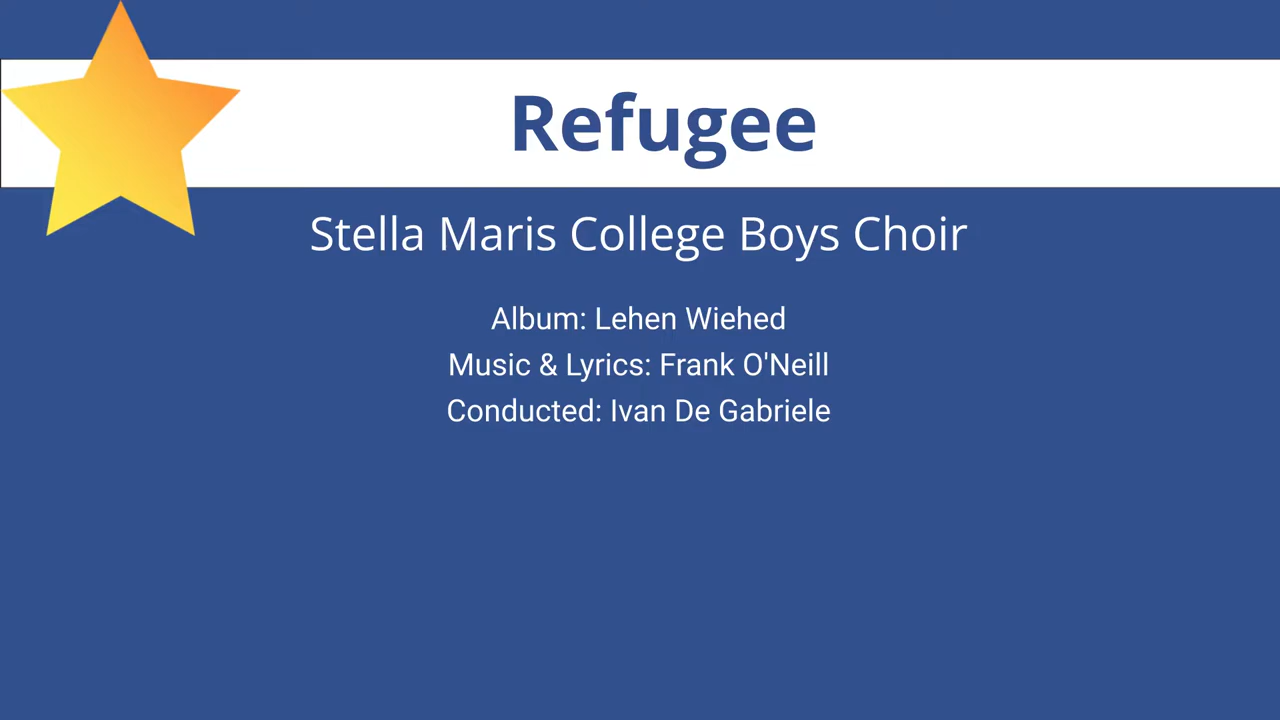 Refugee
Stella Maris College Boys Choir
Album: Lehen Wiehed
Music & Lyrics: Frank O'Neill
Conducted: Ivan De Gabriele